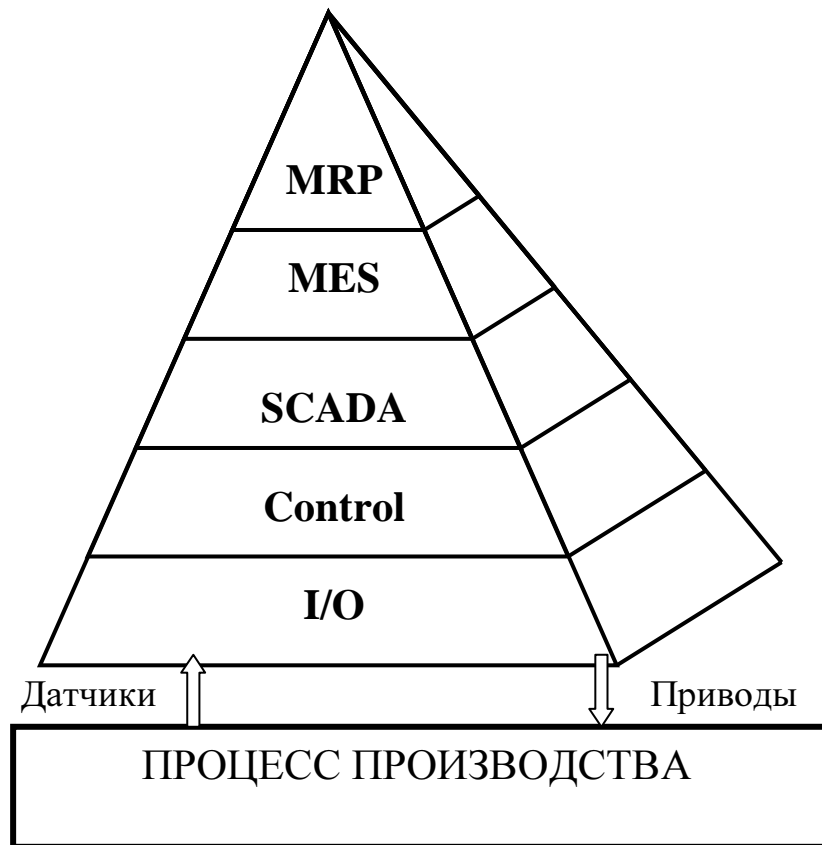 MRP
MES
SCADA
Control
I/O
Датчики
Приводы
ПРОЦЕСС ПРОИЗВОДСТВА